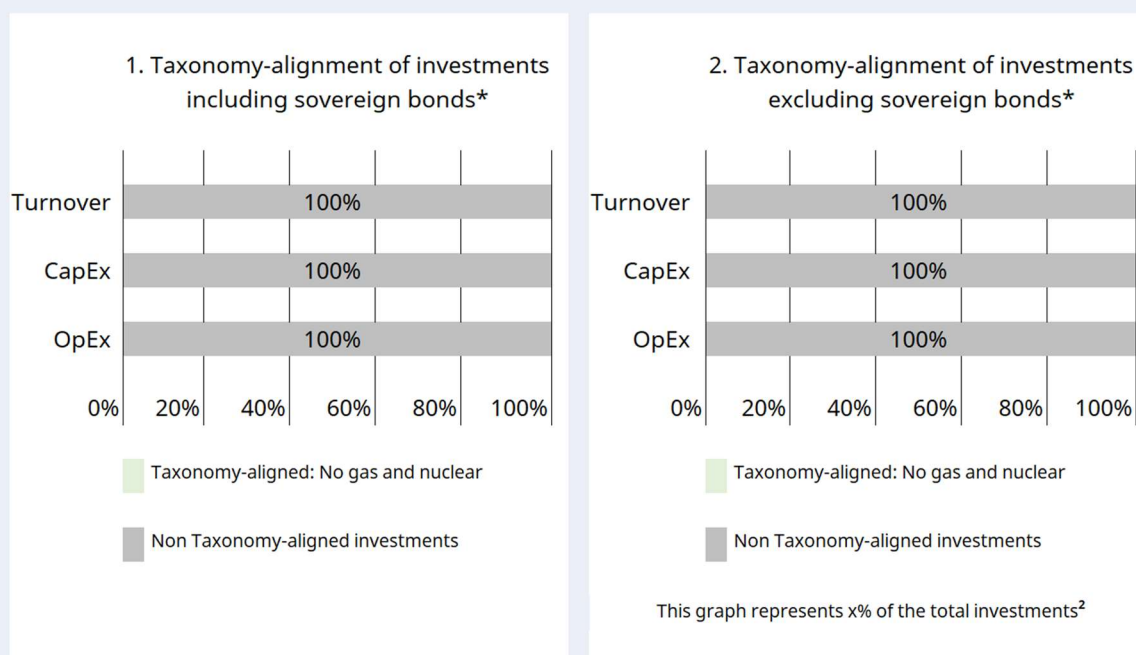 1. Taxonomy-alignment of investments
including sovereign bonds*
Turnover 100%
CapEx 100%
OpEx 100%
0% 20% 40% 60% 80% 100%
Taxonomy-aligned: No gas and nuclear
Non Taxonomy-aligned investments
2. Taxonomy-alignment of investments
excluding sovereign bonds*
Turnover 100%
CapEx 100%
OpEx 100%
0% 20% 40% 60% 80% 100%
Taxonomy-aligned: No gas and nuclear
Non Taxonomy-aligned investments
This graph represents x% of the total investments²